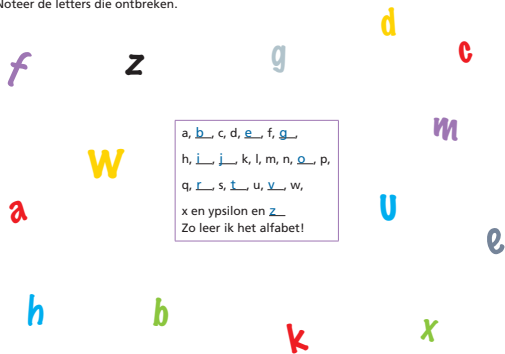 Noteer de letters die ontbreken.
d
c
f
z
g
m
w
a, b , c, d, e , f, g ,
h, i , j , k, l, m, n, o , p,
q, r , s, t , u, v , w,
x en ypsilon en z
Zo leer ik het alfabet!
a
u
e
h
b
k
x